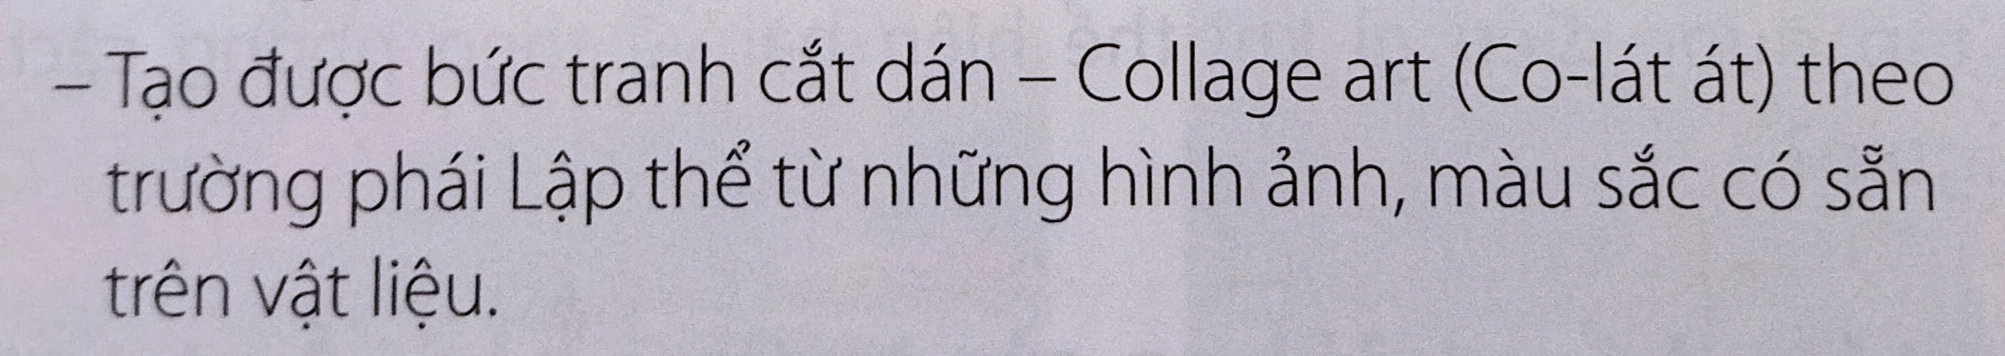 – Tạo được bức tranh cắt dán – Collage art (Co-lát át) theo
trường phái Lập thể từ những hình ảnh, màu sắc có sẵn
trên vật liệu.